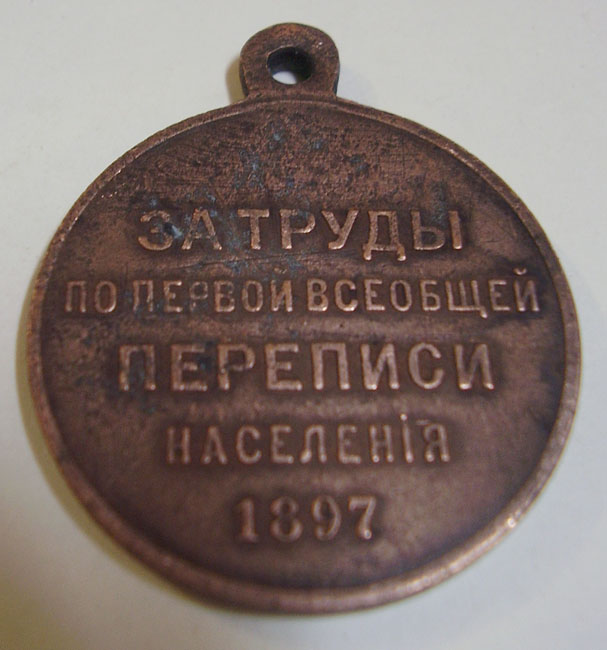 ЗА ТРУДЫ
ПО ПЕРВОЙ ВСЕОБЩЕЙ
ПЕРЕПИСИ
НАСЕЛЕНІЯ
1897